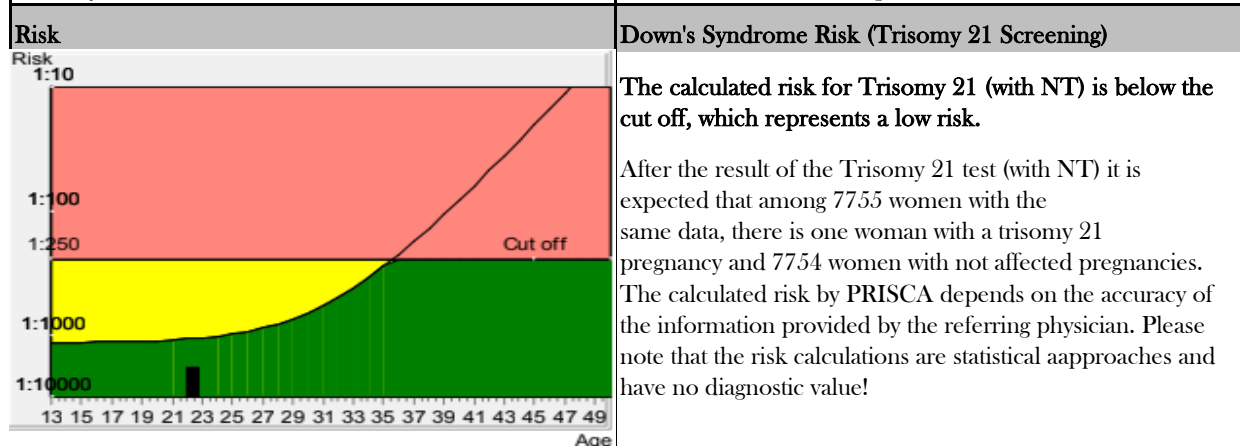 Risk
Down's Syndrome Risk (Trisomy 21 Screening)
Risk
1:10
1:100
1:250
Cut off
1:1000
1:10000
13 15 17 19 21 23 25 27 29 31 33 35 37 39 41 43 45 47 49
Age
The calculated risk for Trisomy 21 (with NT) is below the
cut off, which represents a low risk.
After the result of the Trisomy 21 test (with NT) it is
expected that among 7755 women with the
same data, there is one woman with a trisomy 21
pregnancy and 7754 women with not affected pregnancies.
The calculated risk by PRISCA depends on the accuracy of
the information provided by the referring physician. Please
note that the risk calculations are statistical aapproaches and
have no diagnostic value!